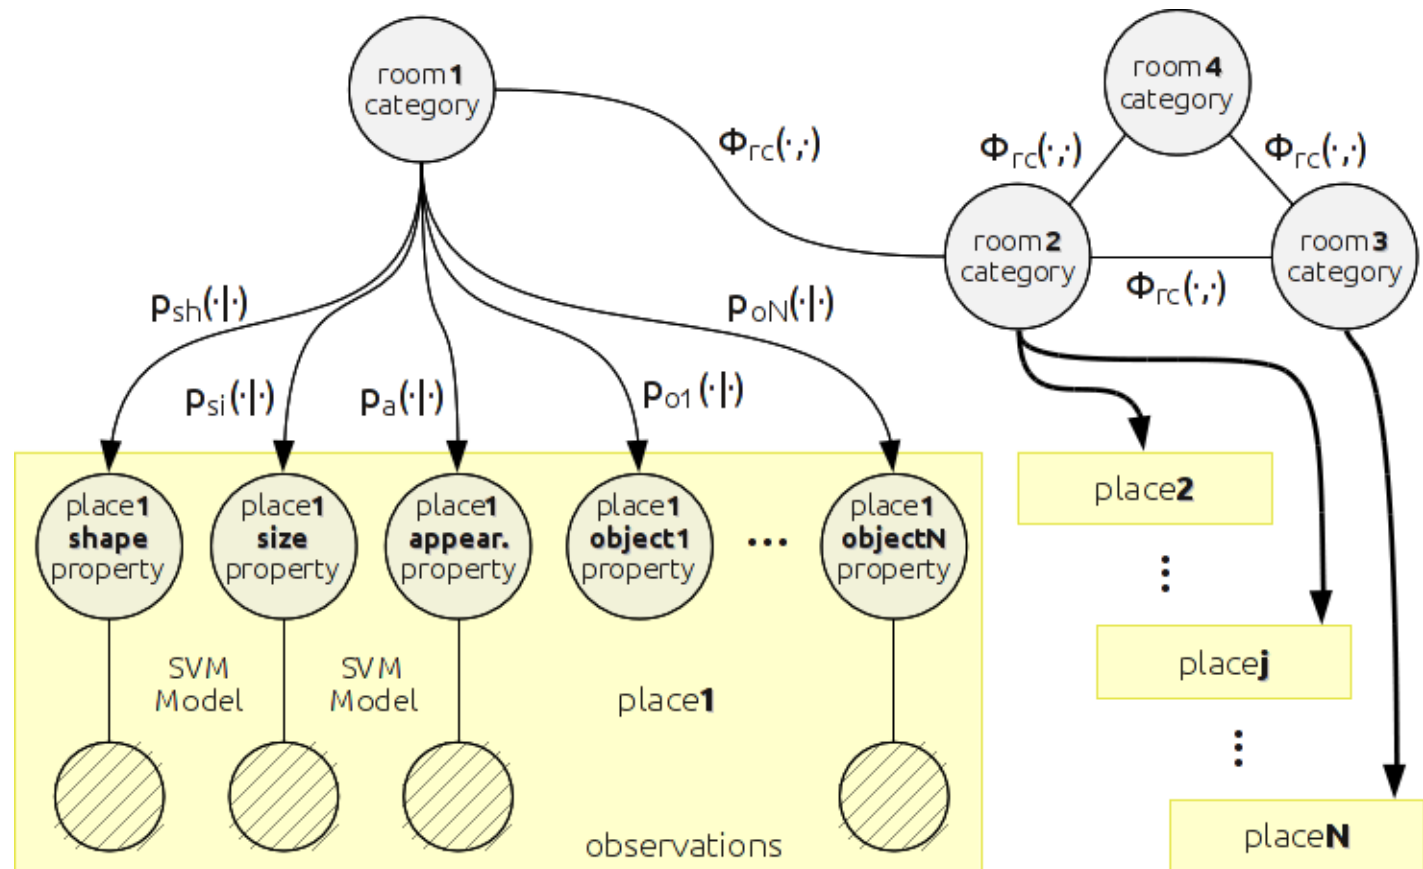 room1
category
room4
category
Φrc(·,·)
Φrc(·,·)
Φrc(·,·)
room2
category
room3
category
Φrc(·,·)
psh(·|·)
poN(·|·)
psi(·|·)
pa(·|·)
po1(·|·)
place1
shape
property
place1
size
property
place1
appear.
property
place1
object1
property
...
place1
objectN
property
place2
⋮
SVM
Model
SVM
Model
place1
placej
⋮
observations
placeN